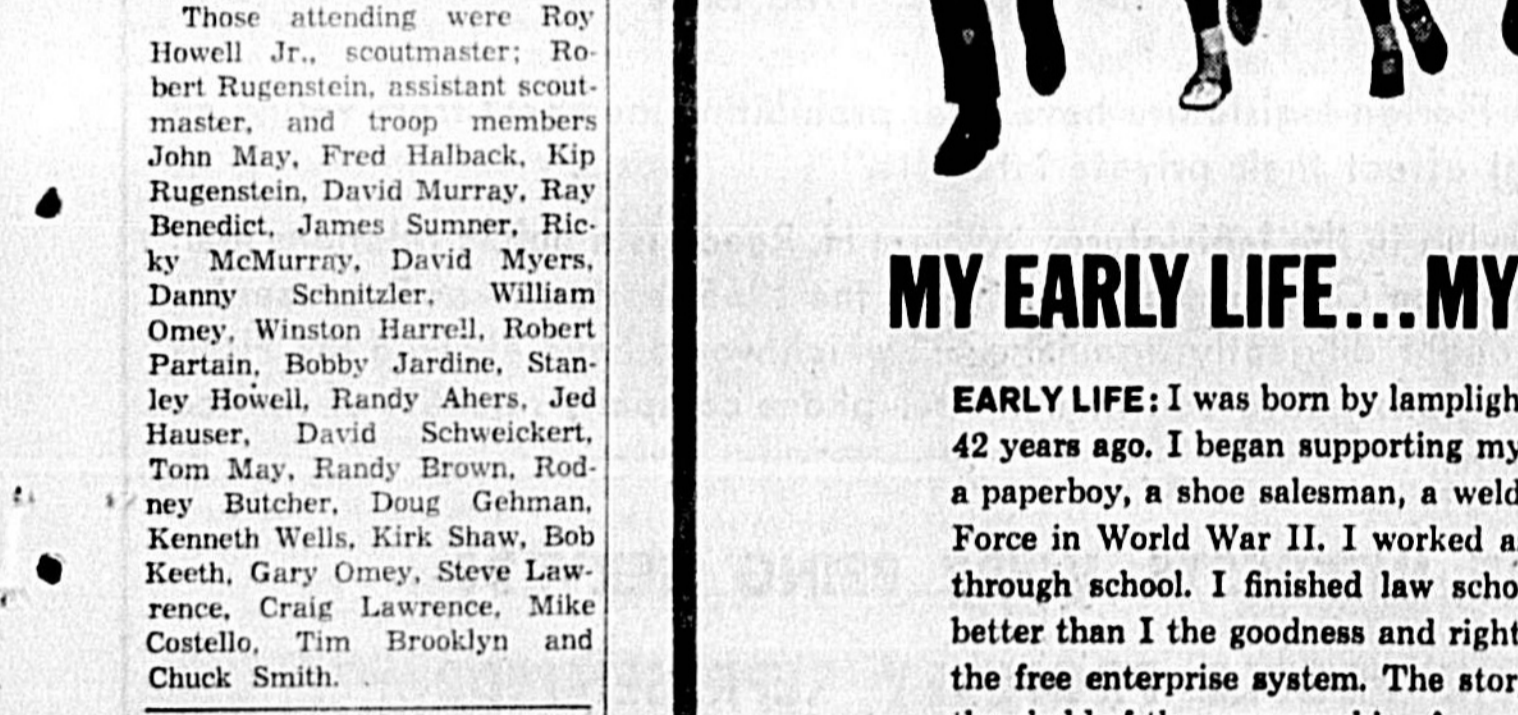 Those attending were Roy
Howell Jr., scoutmaster; Ro-
bert Rugenstein, assistant scout-
master, and troop members
John May, Fred Halback, Kip
Rugenstein, David Murray, Ray
Benedict, James Sumner, Ric-
ky McMurray, David Myers,
Danny Schnitzler, William
Omey, Winston Harrell, Robert
Partain, Bobby Jardine, Stan-
ley Howell, Randy Ahers, Jed
Hauser, David Schweickert,
Tom May, Randy Brown, Rod-
ney Butcher, Doug Gehman,
Kenneth Wells, Kirk Shaw, Bob
Keeth, Gary Omey, Steve Law-
rence, Craig Lawrence, Mike
Costello, Tim Brooklyn and
Chuck Smith.
MY EARLY LIFE...MY
EARLY LIFE: I was born by lampligh
42 years ago. I began supporting my
a paperboy, a shoe salesman, a weld
Force in World War II. I worked a
through school. I finished law scho
better than I the goodness and right
the free enterprise system. The stor